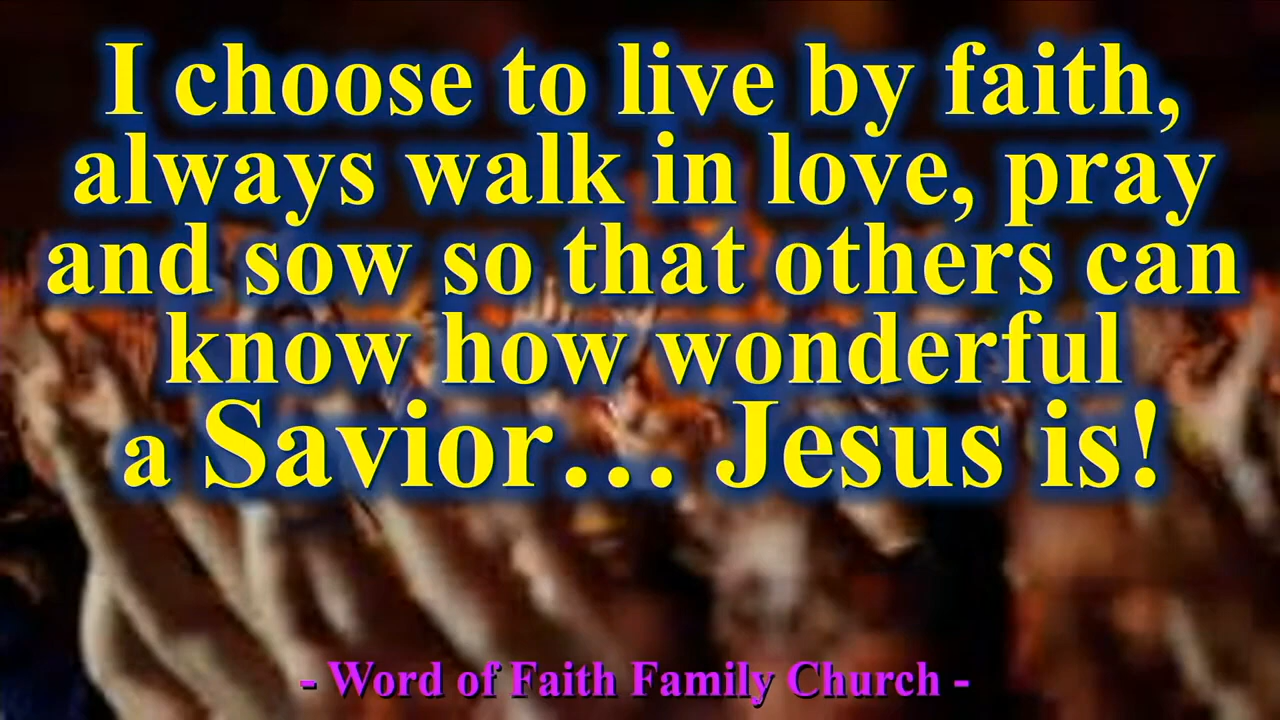 I choose to live by faith,
always walk in love, pray
and sow so that others can
know how wonderful
a Savior… Jesus is!
- Word of Faith Family Church -